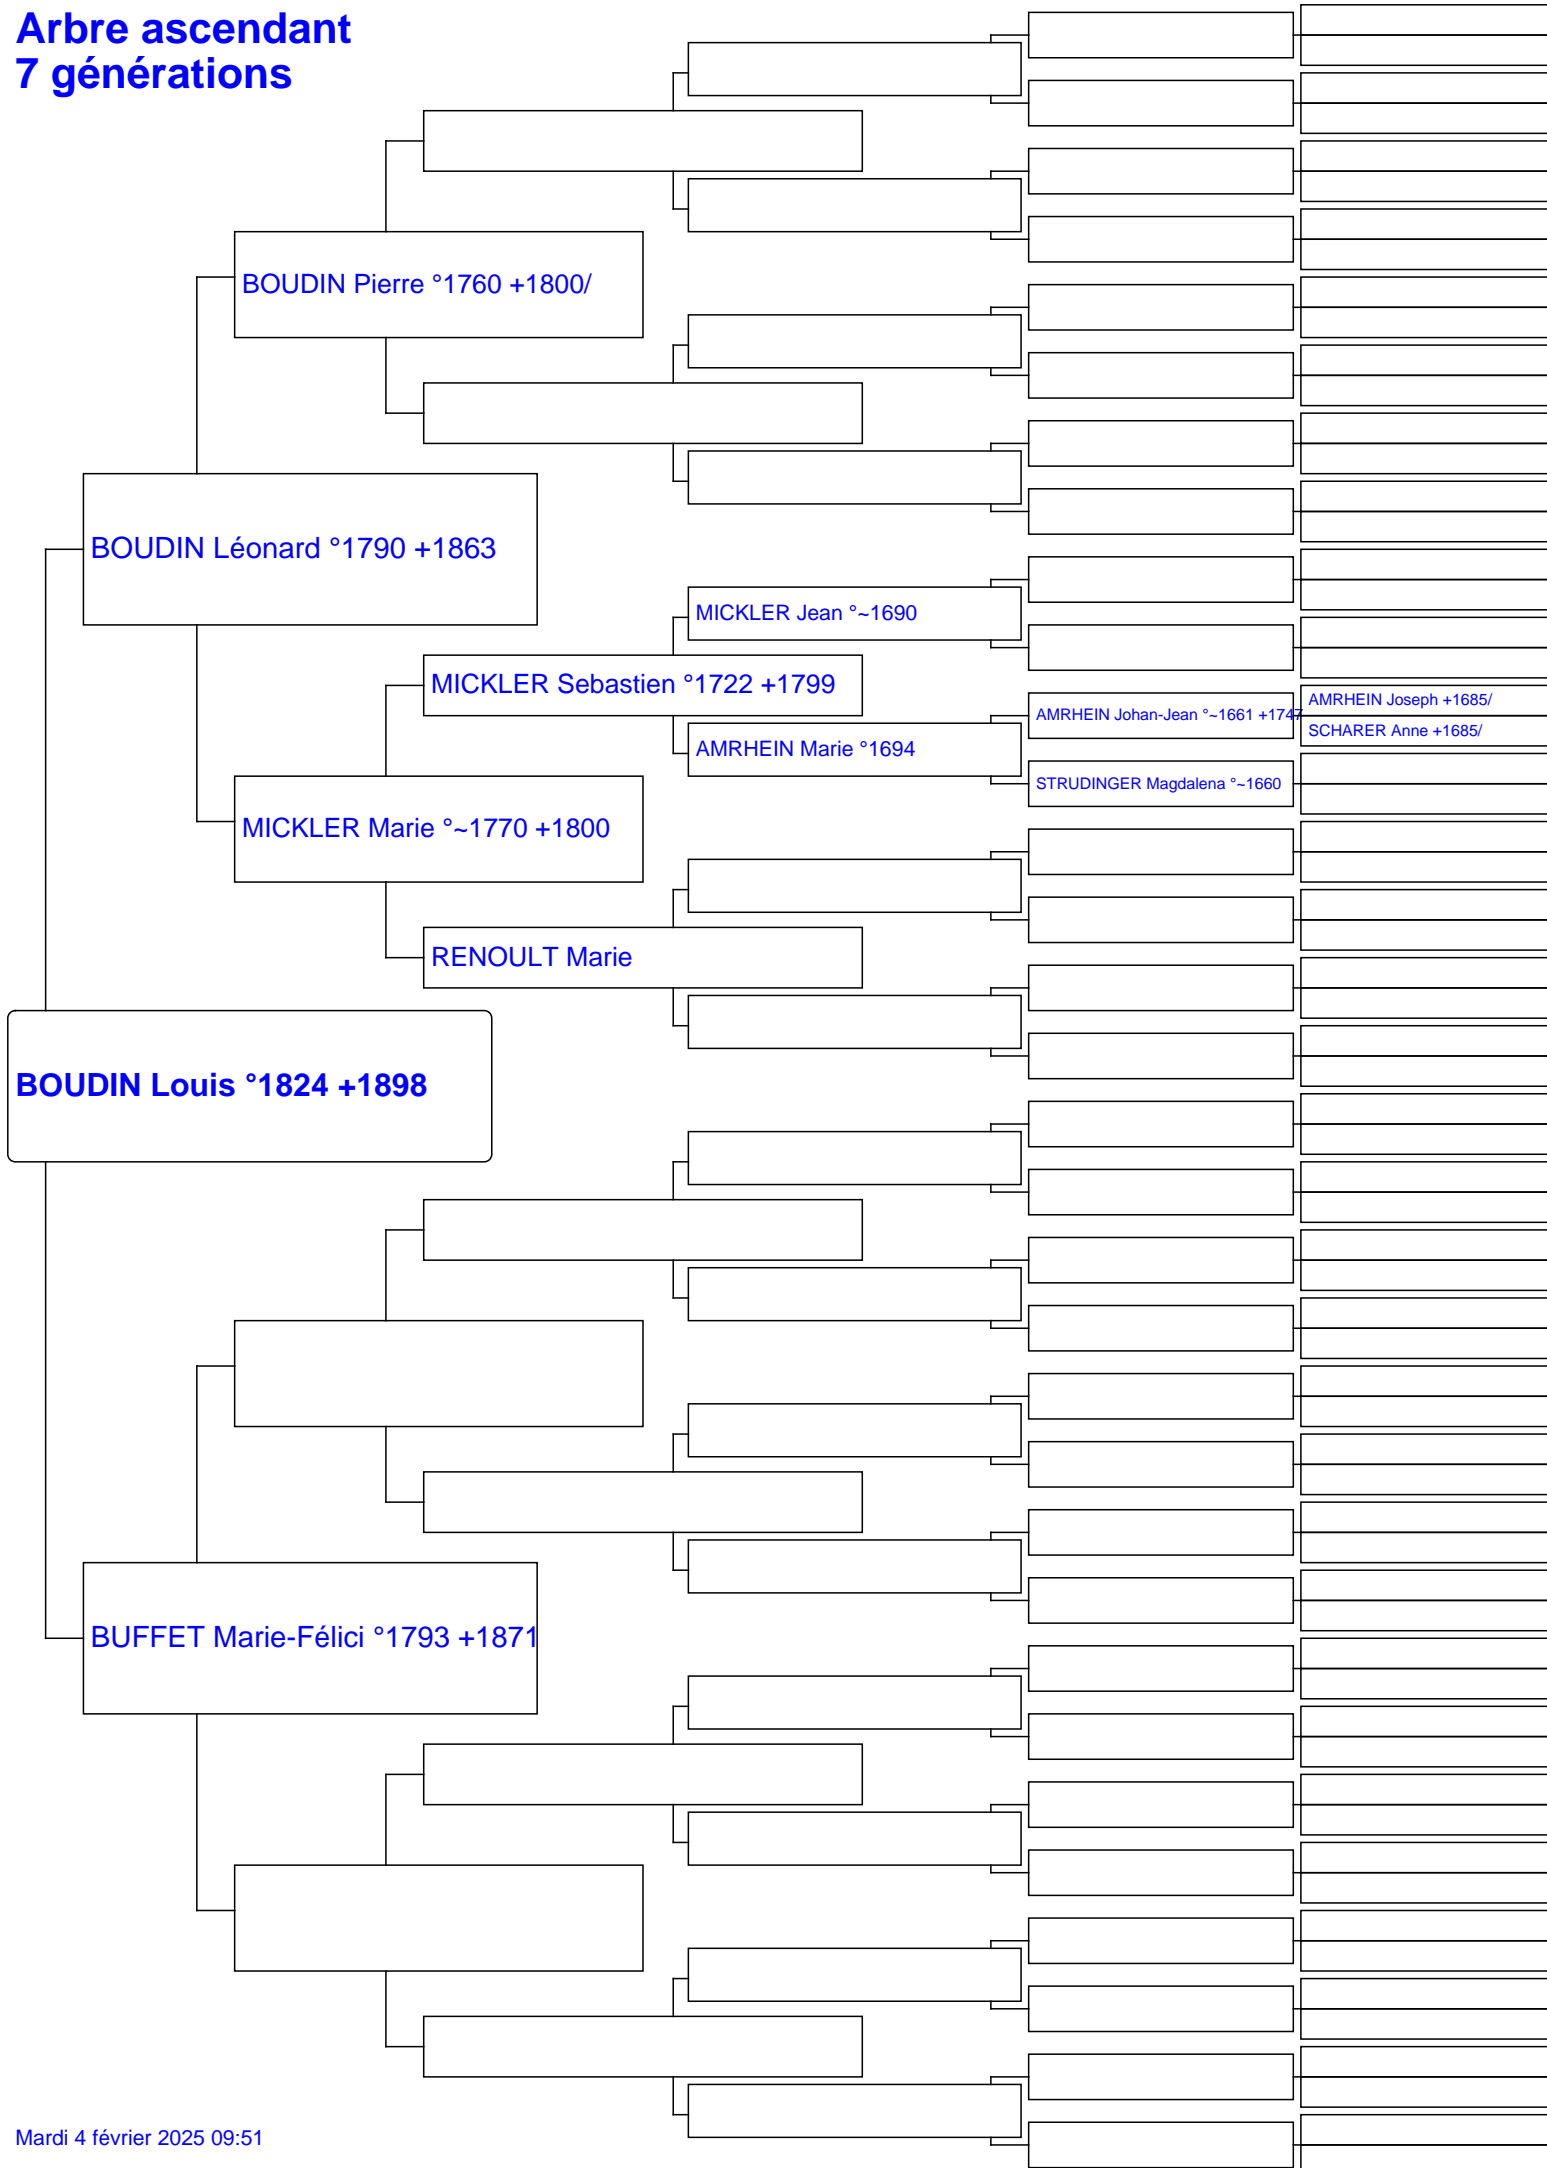 Arbre ascendant
7 générations
BOUDIN Pierre °1760 +1800/
BOUDIN Léonard °1790 +1863
MICKLER Jean °~1690
MICKLER Sebastien °1722 +1799
AMRHEIN Joseph +1685/
AMRHEIN Johan-Jean °~1661 +1747
SCHARER Anne +1685/
AMRHEIN Marie °1694
STRUDINGER Magdalena °~1660
MICKLER Marie °~1770 +1800
RENOULT Marie
BOUDIN Louis °1824 +1898
BUFFET Marie-Félici °1793 +1871
Mardi 4 février 2025 09:51